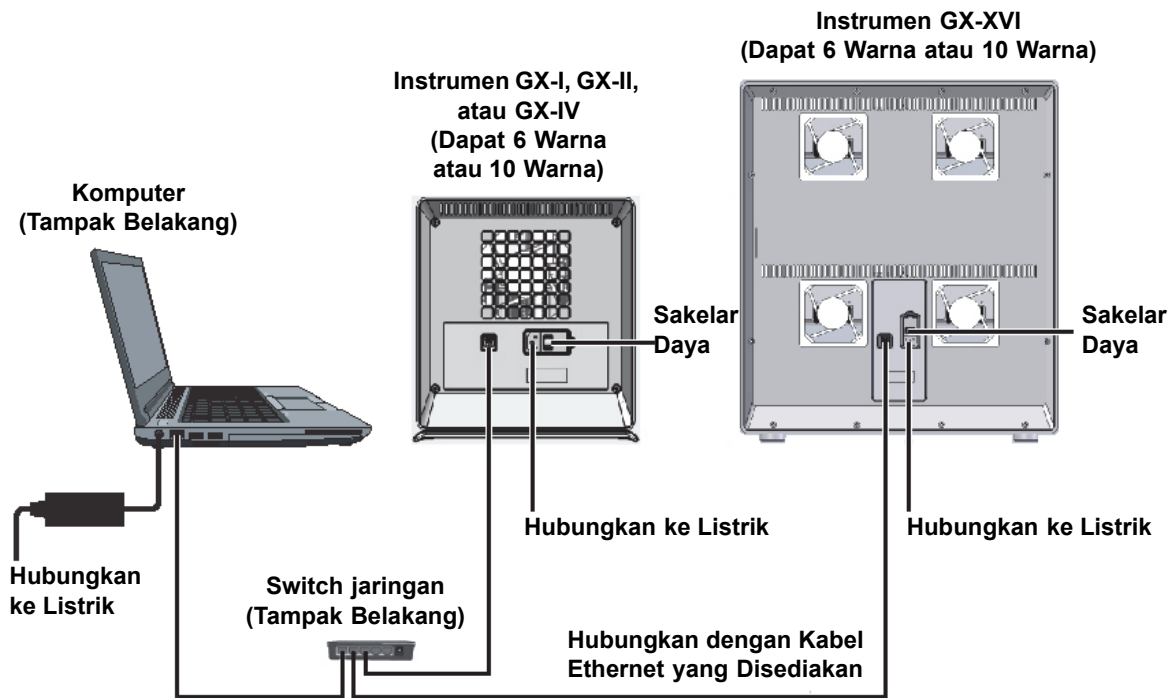 Instrumen GX-XVI
(Dapat 6 Warna atau 10 Warna)
Instrumen GX-I, GX-II,
atau GX-IV
(Dapat 6 Warna
atau 10 Warna)
Komputer
(Tampak Belakang)
Sakelar
Daya
Sakelar
Daya
Hubungkan ke Listrik
Hubungkan ke Listrik
Hubungkan
ke Listrik
Switch jaringan
(Tampak Belakang)
Hubungkan dengan Kabel
Ethernet yang Disediakan